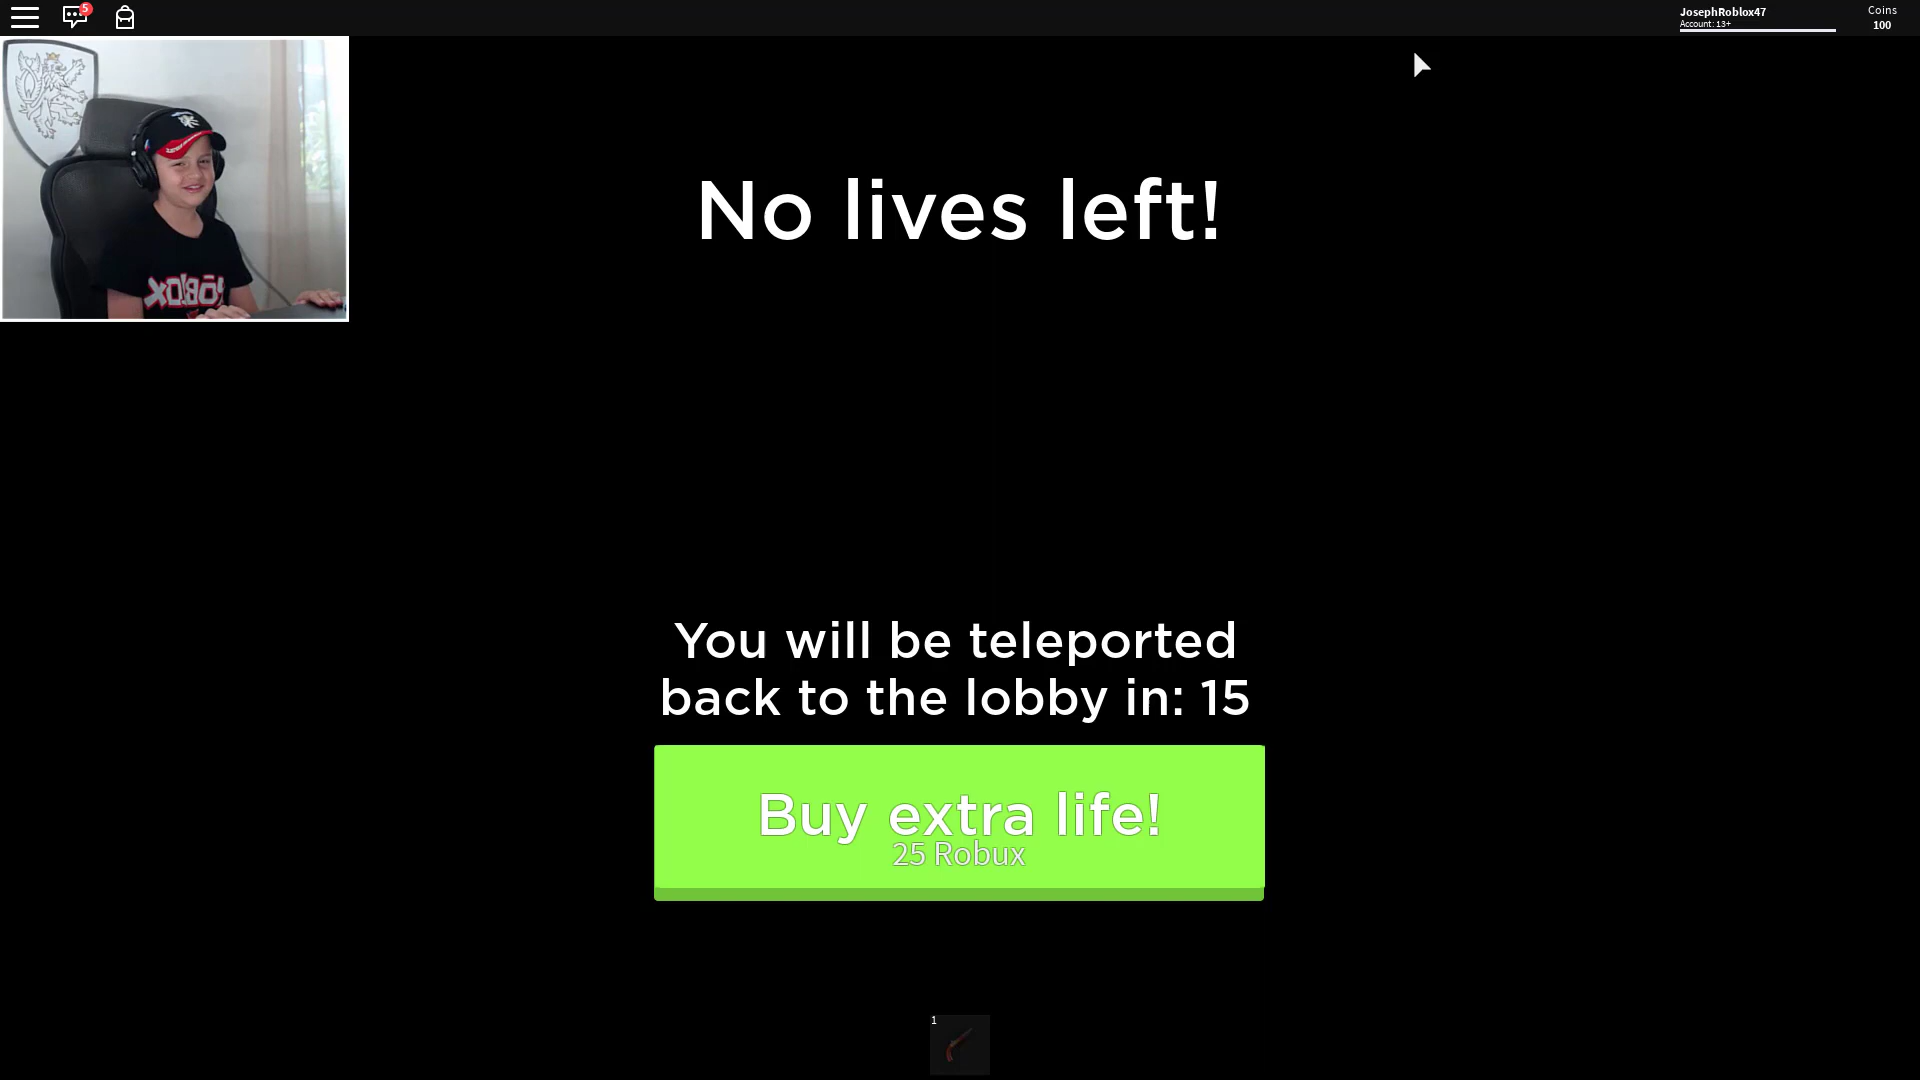 5
JosephRoblox47
Account: 13+
Coins
100
No lives left!
You will be teleported
back to the lobby in: 15
Buy extra life!
25 Robux
1